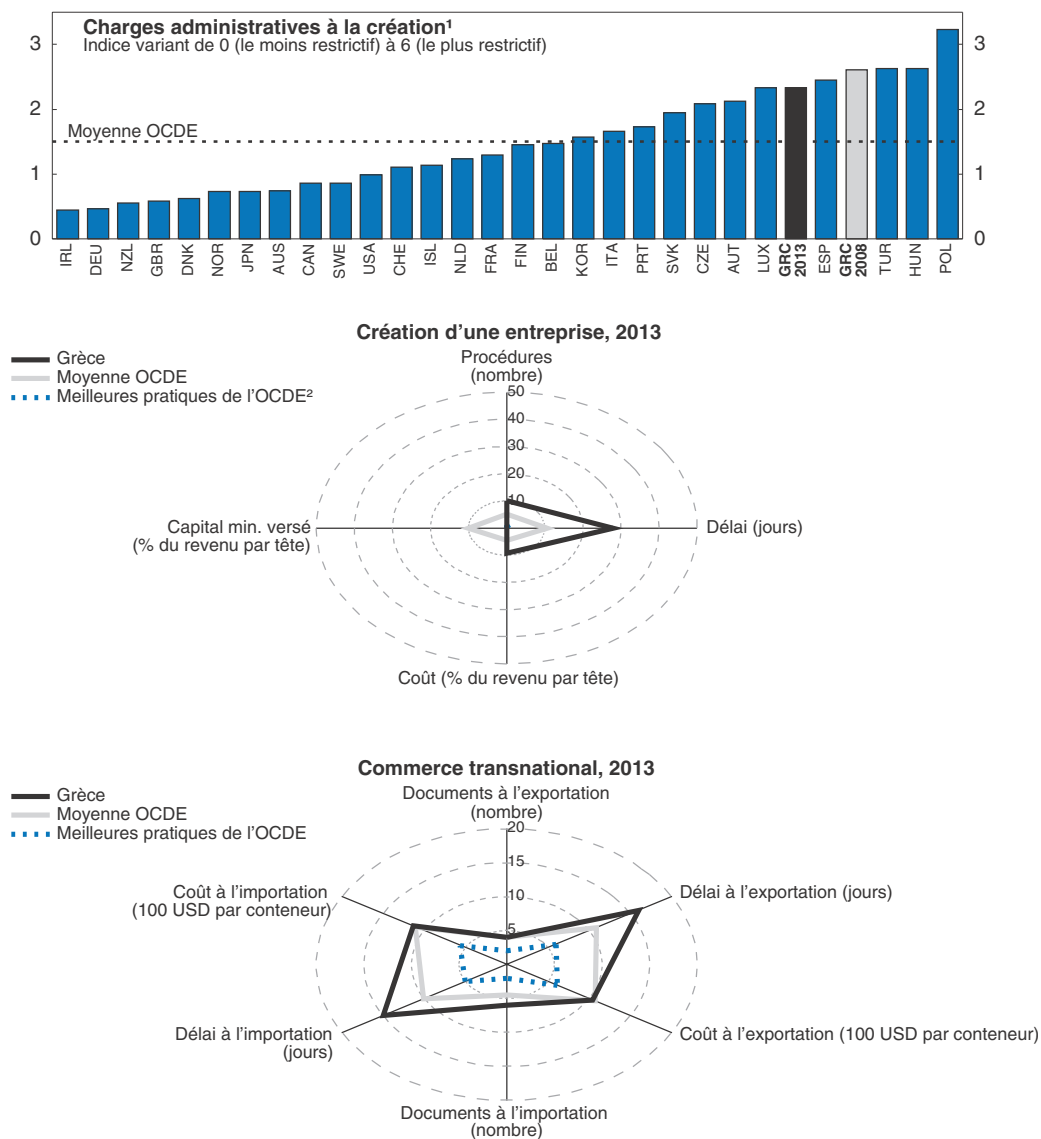 Charges administratives à la création¹
Indice variant de 0 (le moins restrictif) à 6 (le plus restrictif)
3 3
2 2
Moyenne OCDE
1 1
0 0
IRL DEU NZL GBR DNK NOR JPN AUS CAN SWE USA CHE ISL NLD FRA FIN BEL KOR ITA PRT SVK CZE AUT LUX GRC 2013 ESP GRC 2008 TUR HUN POL
Création d'une entreprise, 2013
Grèce
Moyenne OCDE
Meilleures pratiques de l'OCDE²
Procédures
(nombre)
50
40
30
20
10
Capital min. versé
(% du revenu par tête)
Délai (jours)
Coût (% du revenu par tête)
Commerce transnational, 2013
Grèce
Moyenne OCDE
Meilleures pratiques de l'OCDE
Documents à l'exportation
(nombre)
20
15
10
5
Coût à l'importation
(100 USD par conteneur)
Délai à l'exportation (jours)
Délai à l'importation
(jours)
Coût à l'exportation (100 USD par conteneur)
Documents à l'importation
(nombre)